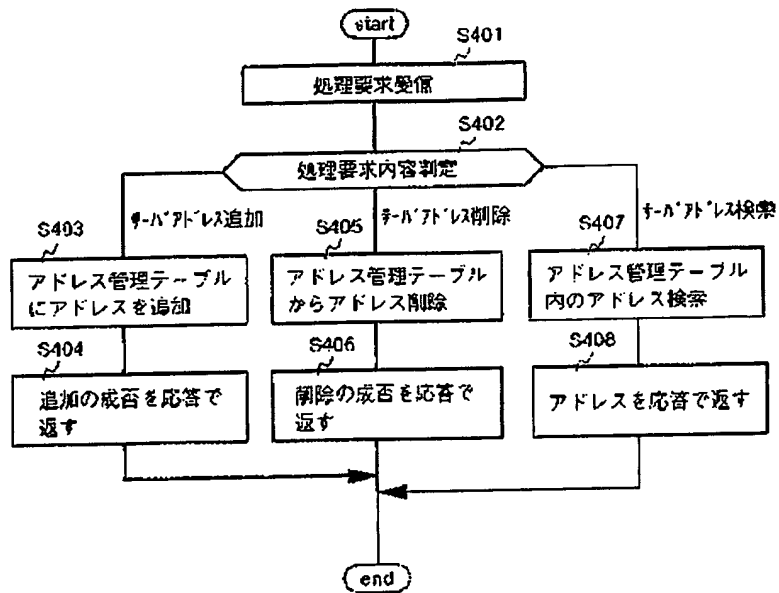 start
S401
処理要求受信
S402
処理要求内容判定
サーバアドレス追加
サーバアドレス削除
サーバアドレス検索
S403
アドレス管理テーブル
にアドレスを追加
S405
アドレス管理テーブル
からアドレス削除
S407
アドレス管理テーブル
内のアドレス検索
S404
追加の成否を応答で
返す
S406
削除の成否を応答で
返す
S408
アドレスを応答で返す
end